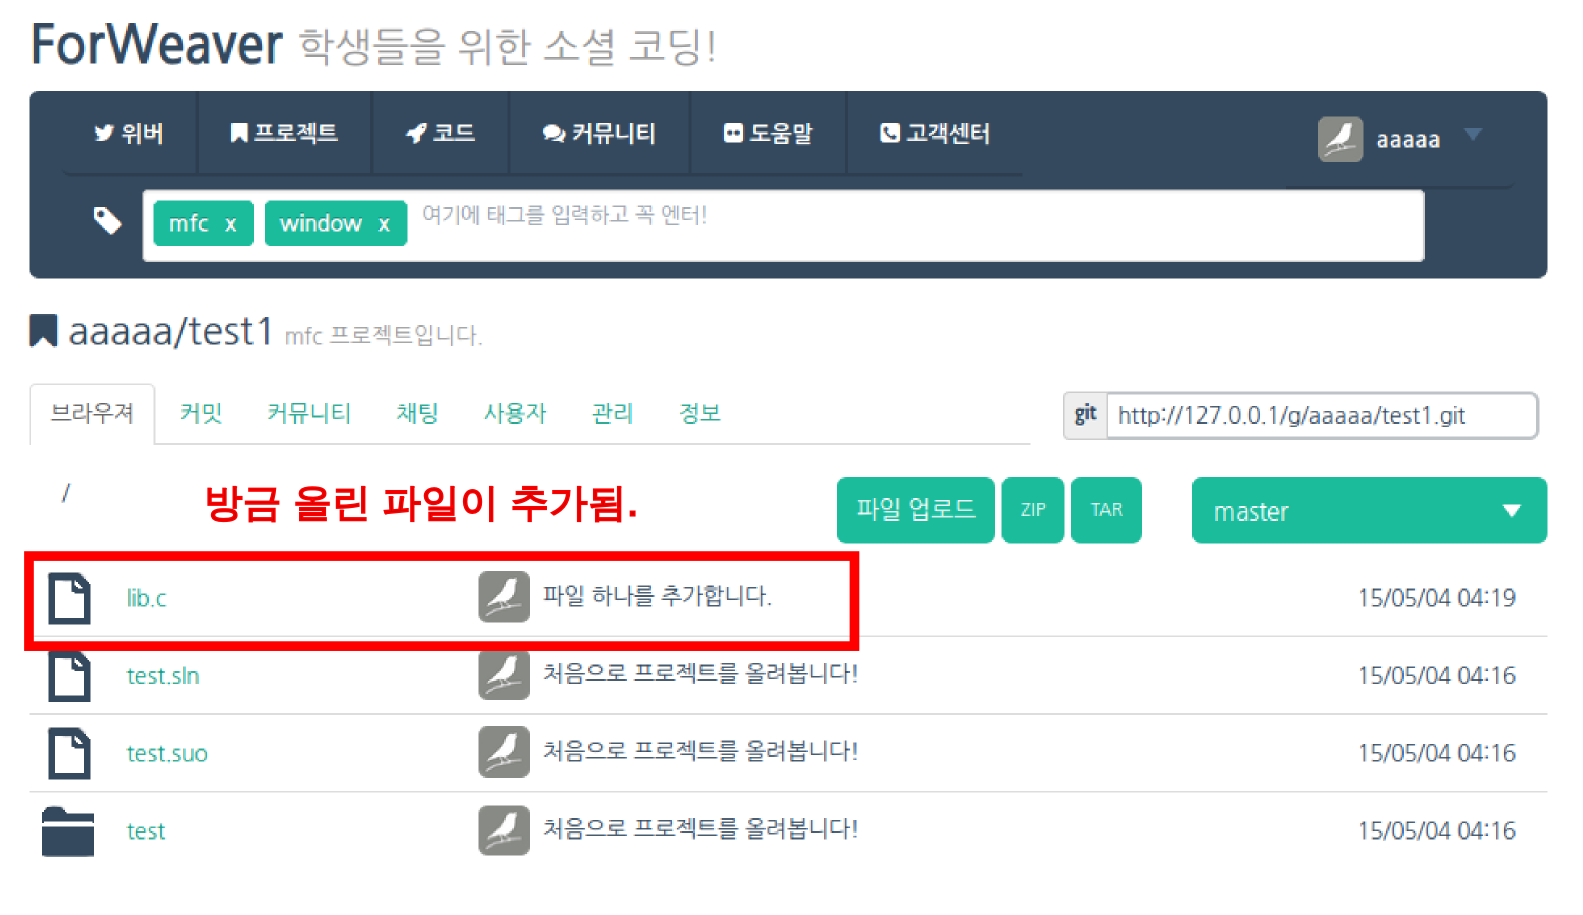 ForWeaver 학생들을 위한 소셜 코딩!
위버 프로젝트 코드 커뮤니티 도움말 고객센터 aaaaa
mfc x window x 여기에 태그를 입력하고 꼭 엔터!
aaaaa/test1 mfc 프로젝트입니다.
브라우져 커밋 커뮤니티 채팅 사용자 관리 정보 git http://127.0.0.1/g/aaaaa/test1.git
/ 방금 올린 파일이 추가됨. 파일 업로드 ZIP TAR master
lib.c 파일 하나를 추가합니다. 15/05/04 04:19
test.sln 처음으로 프로젝트를 올려봅니다! 15/05/04 04:16
test.suo 처음으로 프로젝트를 올려봅니다! 15/05/04 04:16
test 처음으로 프로젝트를 올려봅니다! 15/05/04 04:16